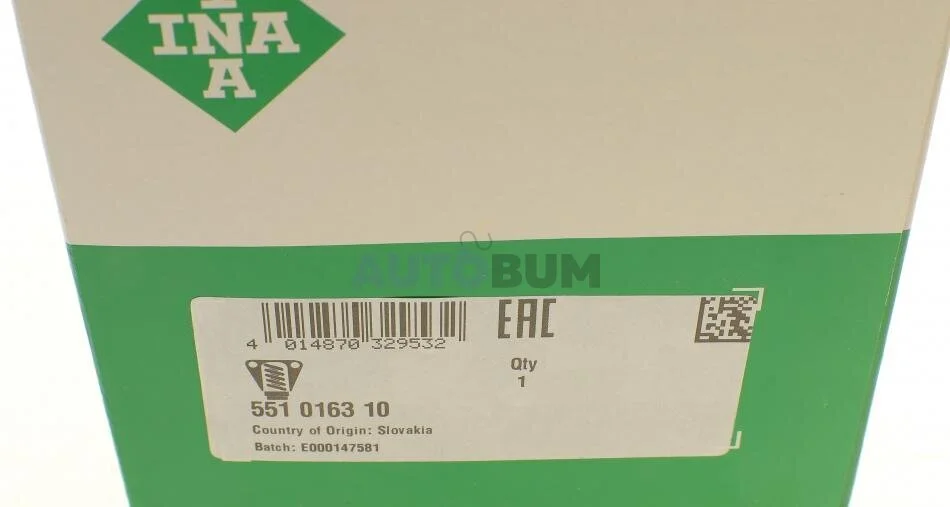 I
INA
A
AUTOBUM
4 014870 329532
EAC
Qty
1
551 0163 10
Country of Origin: Slovakia
Batch: E000147581